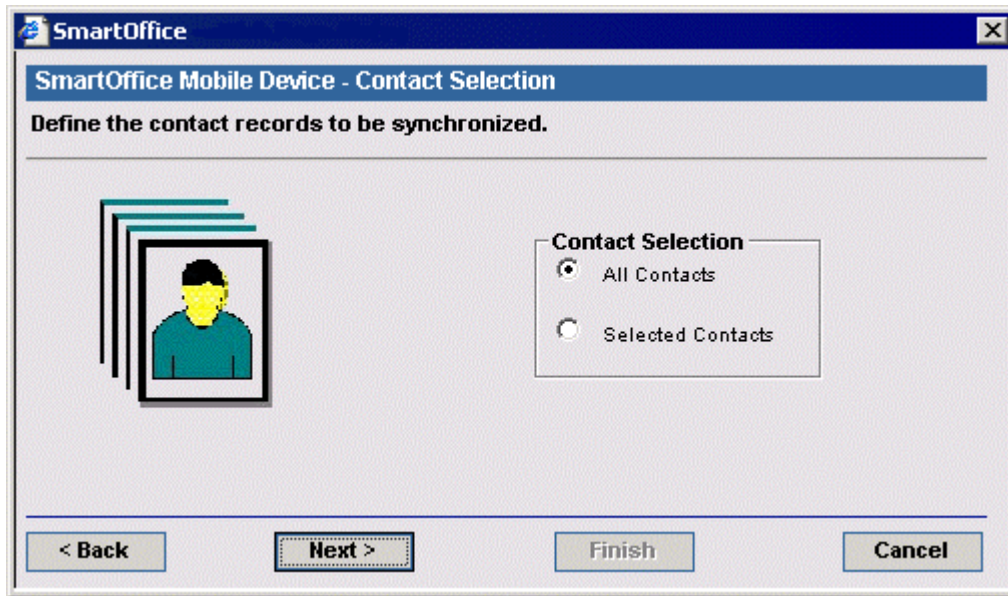 SmartOffice
SmartOffice Mobile Device - Contact Selection
Define the contact records to be synchronized.
Contact Selection
All Contacts
Selected Contacts
< Back Next > Finish Cancel